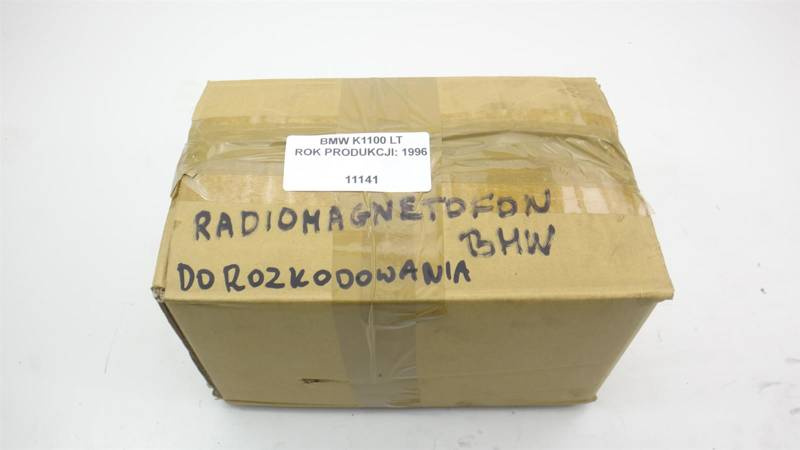 BMW K1100 LT
ROK PRODUKCJI: 1996
11141
RADIOMAGNETOFON
BMW
DO ROZKODOWANIA